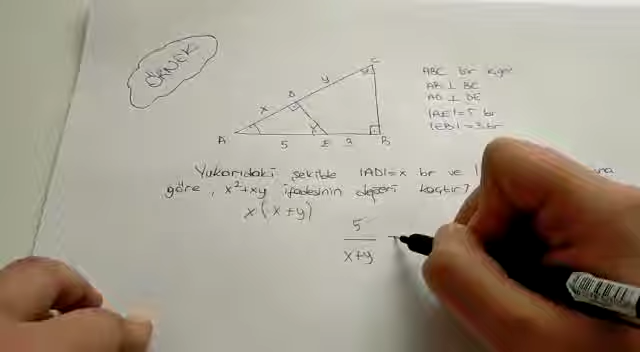 ÖRNEK
C
ABC bir üçgen
AB ⊥ BC
AD ⊥ DE
|AE|=5 br
|EB|=3 br
y
D
x
A
5
E
B
Yukarıdaki şekilde |AD|=x br ve
göre, x²+xy ifadesinin değeri kaçtır?
x(x+y)
5
x+y